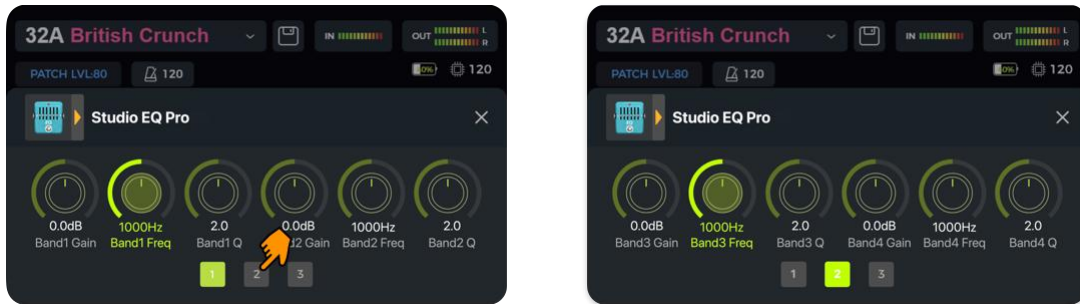 32A British Crunch IN OUT L R
PATCH LVL:80 120 0% 120
Studio EQ Pro
0.0dB 1000Hz 2.0 0.0dB 1000Hz 2.0
Band1 Gain Band1 Freq Band1 Q d2 Gain Band2 Freq Band2 Q
1 2 3
32A British Crunch IN OUT L R
PATCH LVL:80 120 0% 120
Studio EQ Pro
0.0dB 1000Hz 2.0 0.0dB 1000Hz 2.0
Band3 Gain Band3 Freq Band3 Q Band4 Gain Band4 Freq Band4 Q
1 2 3